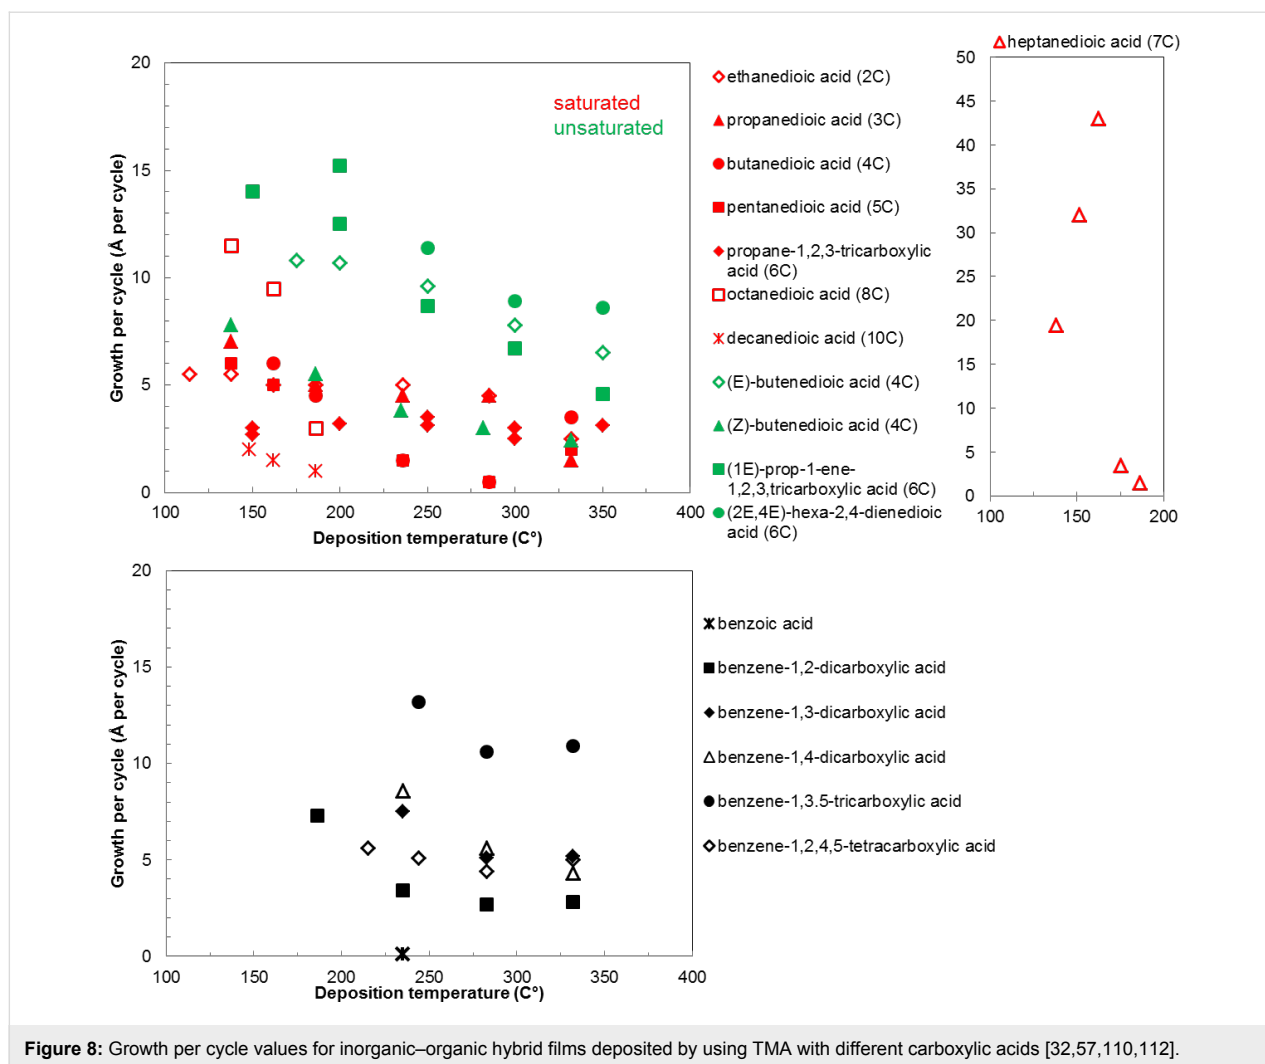 20
15
10
5
0
Growth per cycle (Å per cycle)
saturated
unsaturated
100
150
200
250
300
350
400
Deposition temperature (C°)
ethanedioic acid (2C)
propanedioic acid (3C)
butanedioic acid (4C)
pentanedioic acid (5C)
propane-1,2,3-tricarboxylic
acid (6C)
octanedioic acid (8C)
decanedioic acid (10C)
(E)-butenedioic acid (4C)
(Z)-butenedioic acid (4C)
(1E)-prop-1-ene-
1,2,3,tricarboxylic acid (6C)
(2E,4E)-hexa-2,4-dienedioic
acid (6C)
heptanedioic acid (7C)
50
45
40
35
30
25
20
15
10
5
0
100
150
200
20
15
10
5
0
Growth per cycle (Å per cycle)
100
150
200
250
300
350
400
Deposition temperature (C°)
benzoic acid
benzene-1,2-dicarboxylic acid
benzene-1,3-dicarboxylic acid
benzene-1,4-dicarboxylic acid
benzene-1,3.5-tricarboxylic acid
benzene-1,2,4,5-tetracarboxylic acid
Figure 8: Growth per cycle values for inorganic–organic hybrid films deposited by using TMA with different carboxylic acids [32,57,110,112].